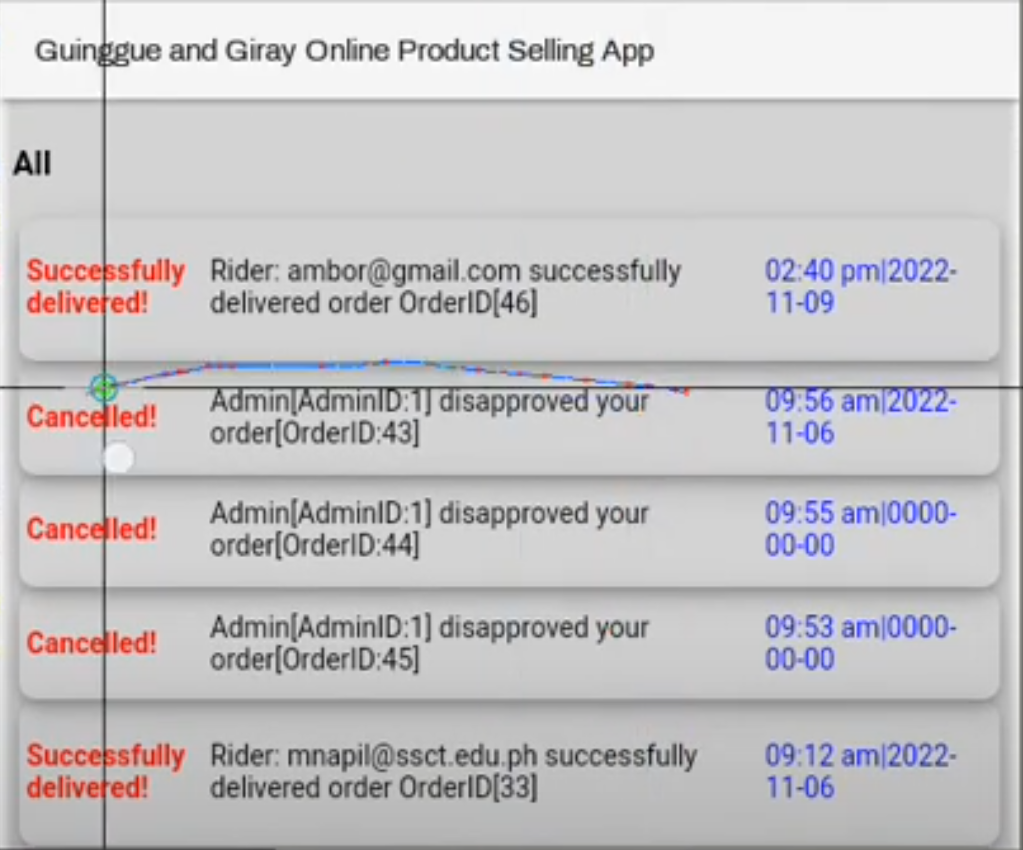 Guinggue and Giray Online Product Selling App
All
Successfully
delivered!
Rider: ambor@gmail.com successfully
delivered order OrderID[46]
02:40 pm|2022-
11-09
Cancelled!
Admin[AdminID:1] disapproved your
order[OrderID:43]
09:56 am|2022-
11-06
Cancelled!
Admin[AdminID:1] disapproved your
order[OrderID:44]
09:55 am|0000-
00-00
Cancelled!
Admin[AdminID:1] disapproved your
order[OrderID:45]
09:53 am|0000-
00-00
Successfully
delivered!
Rider: mnapil@ssct.edu.ph successfully
delivered order OrderID[33]
09:12 am|2022-
11-06